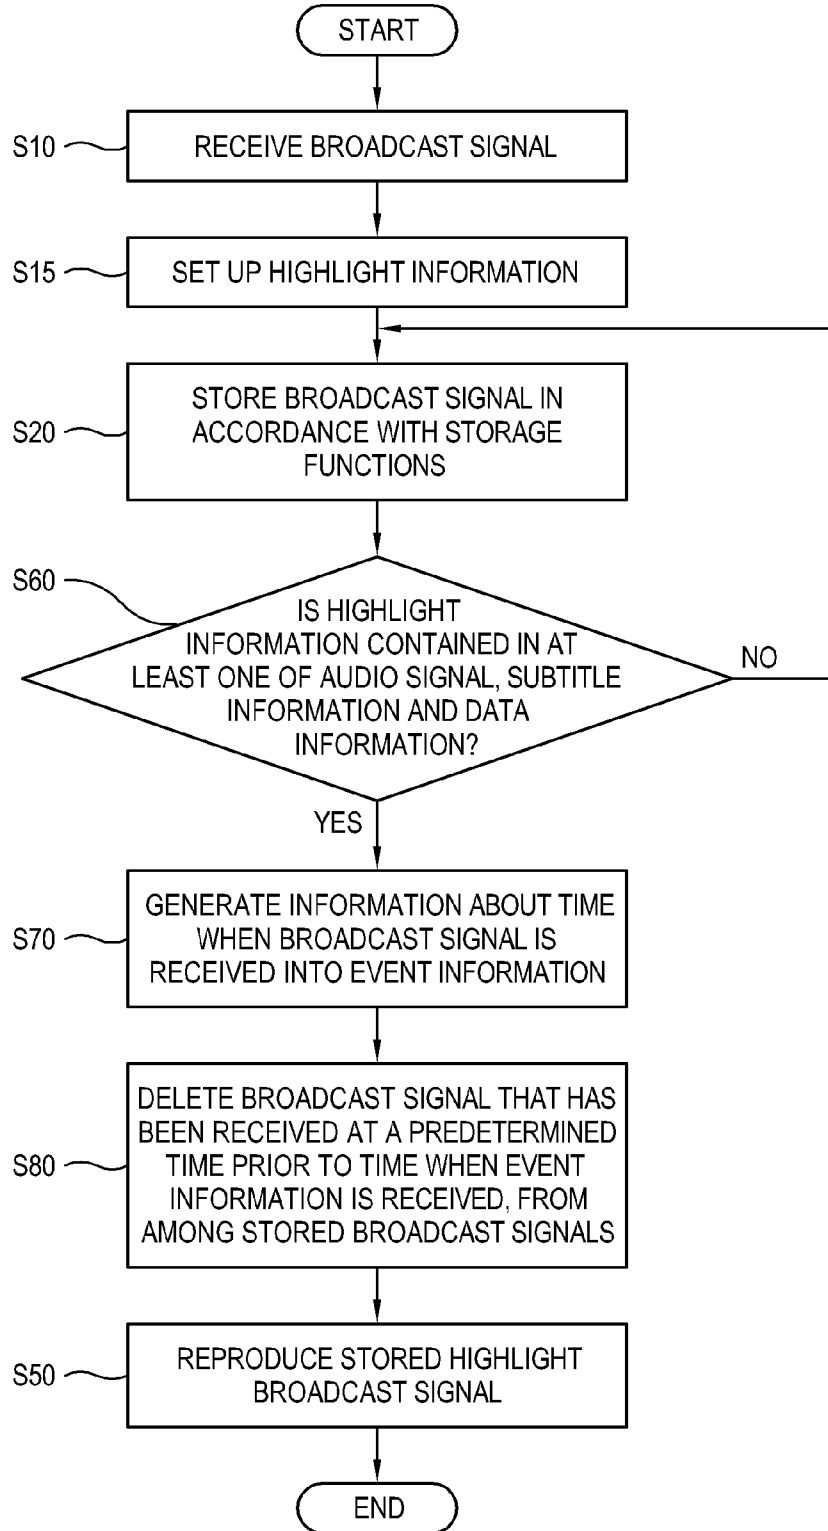 START
S10
RECEIVE BROADCAST SIGNAL
S15
SET UP HIGHLIGHT INFORMATION
S20
STORE BROADCAST SIGNAL IN
ACCORDANCE WITH STORAGE
FUNCTIONS
S60
IS HIGHLIGHT
INFORMATION CONTAINED IN AT
LEAST ONE OF AUDIO SIGNAL, SUBTITLE
INFORMATION AND DATA
INFORMATION?
NO
YES
S70
GENERATE INFORMATION ABOUT TIME
WHEN BROADCAST SIGNAL IS
RECEIVED INTO EVENT INFORMATION
S80
DELETE BROADCAST SIGNAL THAT HAS
BEEN RECEIVED AT A PREDETERMINED
TIME PRIOR TO TIME WHEN EVENT
INFORMATION IS RECEIVED, FROM
AMONG STORED BROADCAST SIGNALS
S50
REPRODUCE STORED HIGHLIGHT
BROADCAST SIGNAL
END